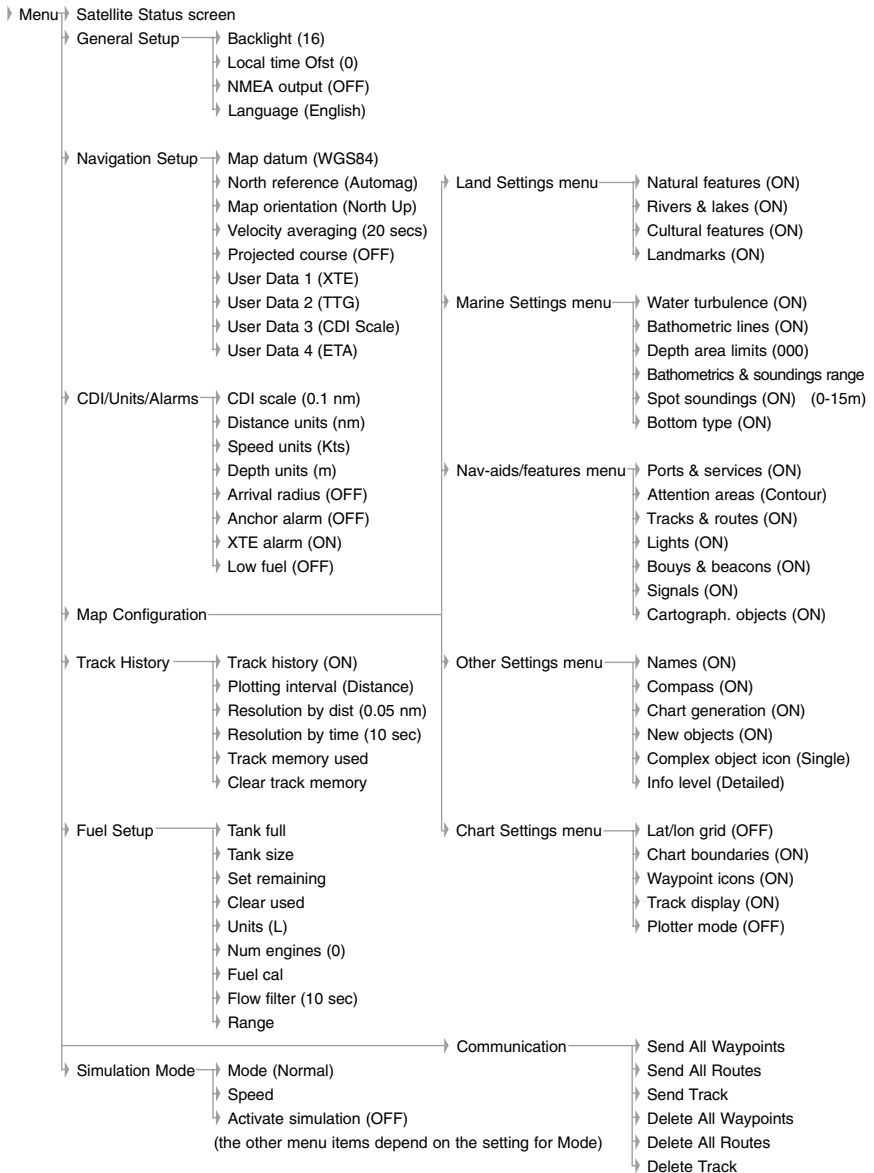 Menu
Satellite Status screen
General Setup
Backlight (16)
Local time Ofst (0)
NMEA output (OFF)
Language (English)
Navigation Setup
Map datum (WGS84)
North reference (Automag)
Map orientation (North Up)
Velocity averaging (20 secs)
Projected course (OFF)
User Data 1 (XTE)
User Data 2 (TTG)
User Data 3 (CDI Scale)
User Data 4 (ETA)
CDI/Units/Alarms
CDI scale (0.1 nm)
Distance units (nm)
Speed units (Kts)
Depth units (m)
Arrival radius (OFF)
Anchor alarm (OFF)
XTE alarm (ON)
Low fuel (OFF)
Map Configuration
Land Settings menu
Natural features (ON)
Rivers & lakes (ON)
Cultural features (ON)
Landmarks (ON)
Marine Settings menu
Water turbulence (ON)
Bathometric lines (ON)
Depth area limits (000)
Bathometrics & soundings range
Spot soundings (ON) (0-15m)
Bottom type (ON)
Nav-aids/features menu
Ports & services (ON)
Attention areas (Contour)
Tracks & routes (ON)
Lights (ON)
Bouys & beacons (ON)
Signals (ON)
Cartograph. objects (ON)
Other Settings menu
Names (ON)
Compass (ON)
Chart generation (ON)
New objects (ON)
Complex object icon (Single)
Info level (Detailed)
Chart Settings menu
Lat/lon grid (OFF)
Chart boundaries (ON)
Waypoint icons (ON)
Track display (ON)
Plotter mode (OFF)
Track History
Track history (ON)
Plotting interval (Distance)
Resolution by dist (0.05 nm)
Resolution by time (10 sec)
Track memory used
Clear track memory
Fuel Setup
Tank full
Tank size
Set remaining
Clear used
Units (L)
Num engines (0)
Fuel cal
Flow filter (10 sec)
Range
Communication
Send All Waypoints
Send All Routes
Send Track
Delete All Waypoints
Delete All Routes
Delete Track
Simulation Mode
Mode (Normal)
Speed
Activate simulation (OFF)
(the other menu items depend on the setting for Mode)